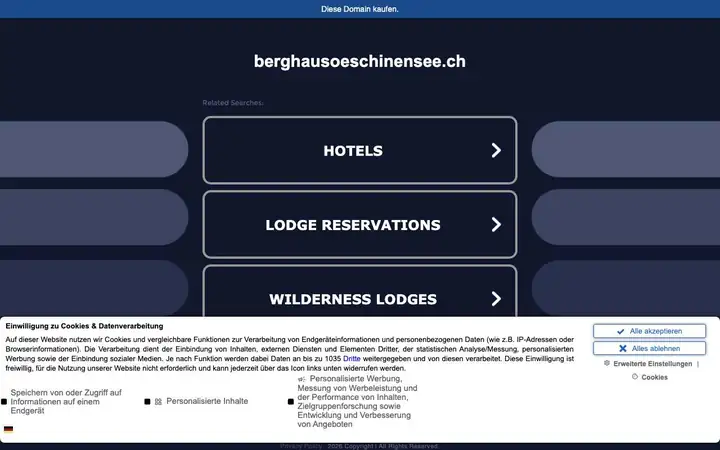 Diese Domain kaufen.
berghausoeschinensee.ch
Related Searches:
HOTELS
LODGE RESERVATIONS
WILDERNESS LODGES
Einwilligung zu Cookies & Datenverarbeitung
Auf dieser Website nutzen wir Cookies und vergleichbare Funktionen zur Verarbeitung von Endgeräteinformationen und personenbezogenen Daten (wie z.B. IP-Adressen oder
Browserinformationen). Die Verarbeitung dient der Einbindung von Inhalten, externen Diensten und Elementen Dritter, der statistischen Analyse/Messung, personalisierten
Werbung sowie der Einbindung sozialer Medien. Je nach Funktion werden dabei Daten an bis zu 1035 Dritte weitergegeben und von diesen verarbeitet. Diese Einwilligung ist
freiwillig, für die Nutzung unserer Website nicht erforderlich und kann jederzeit über das Icon links unten widerrufen werden.
Alle akzeptieren
Alles ablehnen
Erweiterte Einstellungen |
Cookies
Speichern von oder Zugriff auf
Informationen auf einem
Endgerät
Personalisierte Inhalte
Personalisierte Werbung,
Messung von Werbeleistung und
der Performance von Inhalten,
Zielgruppenforschung sowie
Entwicklung und Verbesserung
von Angeboten
Privacy Policy 2026 Copyright | All Rights Reserved.